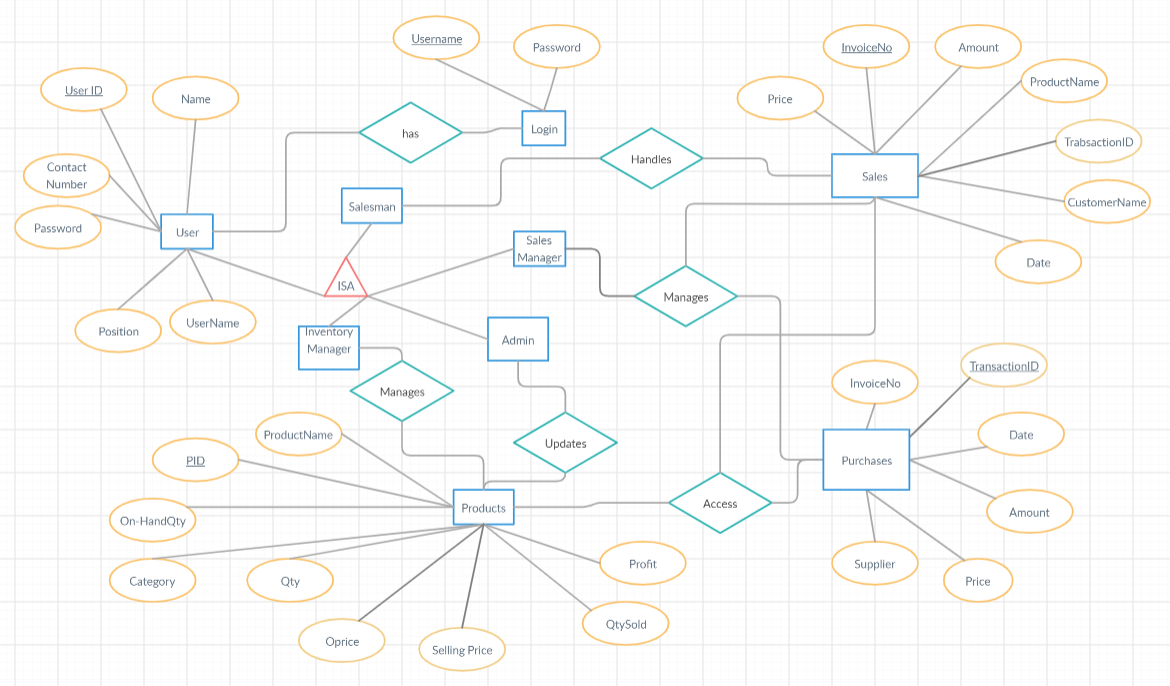 Username
Password
InvoiceNo
Amount
Price
ProductName
User ID
Name
has
Login
TrabsactionID
Handles
Contact
Number
Sales
Salesman
CustomerName
Password
User
Sales
Manager
Date
ISA
Manages
Position
UserName
Inventory
Manager
Admin
TransactionID
InvoiceNo
Manages
ProductName
Updates
Date
PID
Purchases
Products
Access
On-HandQty
Amount
Category
Qty
Profit
Supplier
Price
Oprice
Selling Price
QtySold